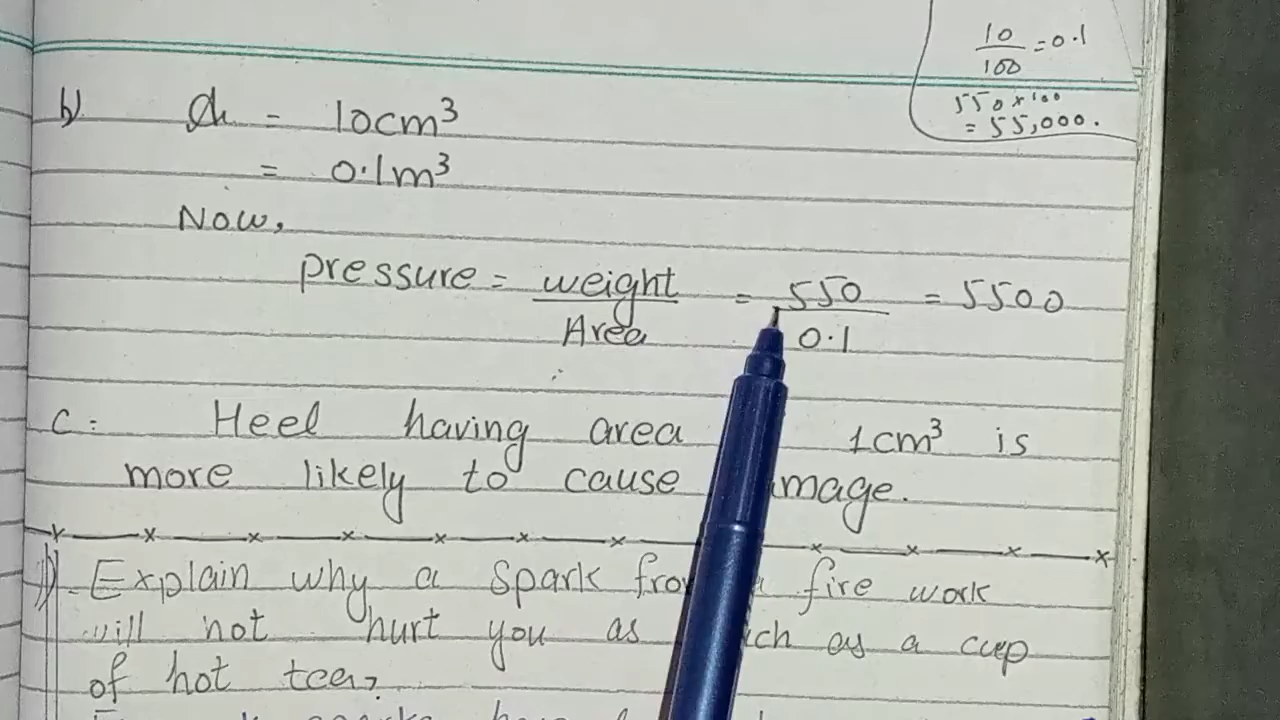 10/100 = 0.1
550 x 100
= 55,000.
b) = 10cm³
= 0.1m³
Now,
pressure = weight/Area = 550/0.1 = 5500
c: Heel having area 1cm³ is
more likely to cause
Explain why a spark fire work
will not hurt you as as a cup
of hot tea?